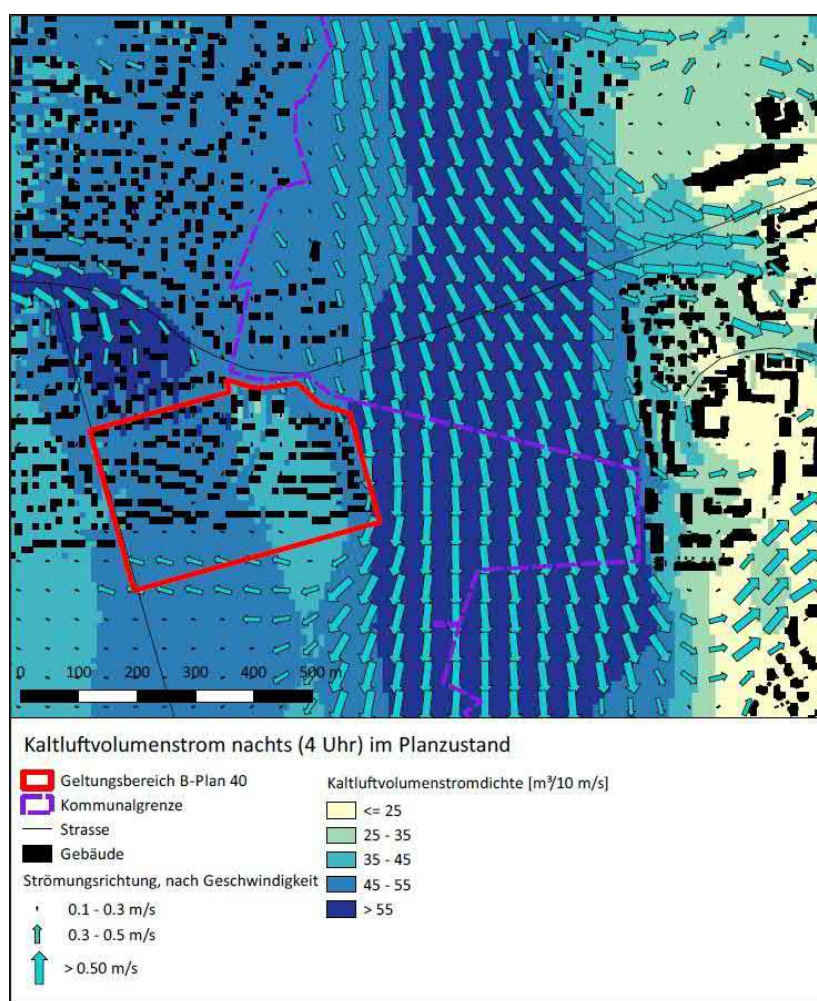 0 100 200 300 400 500 m
Kaltluftvolumenstrom nachts (4 Uhr) im Planzustand
Geltungsbereich B-Plan 40
Kommunalgrenze
Strasse
Gebäude
Strömungsrichtung, nach Geschwindigkeit
0.1 - 0.3 m/s
0.3 - 0.5 m/s
> 0.50 m/s
Kaltluftvolumenstromdichte [m³/10 m/s]
<= 25
25 - 35
35 - 45
45 - 55
> 55